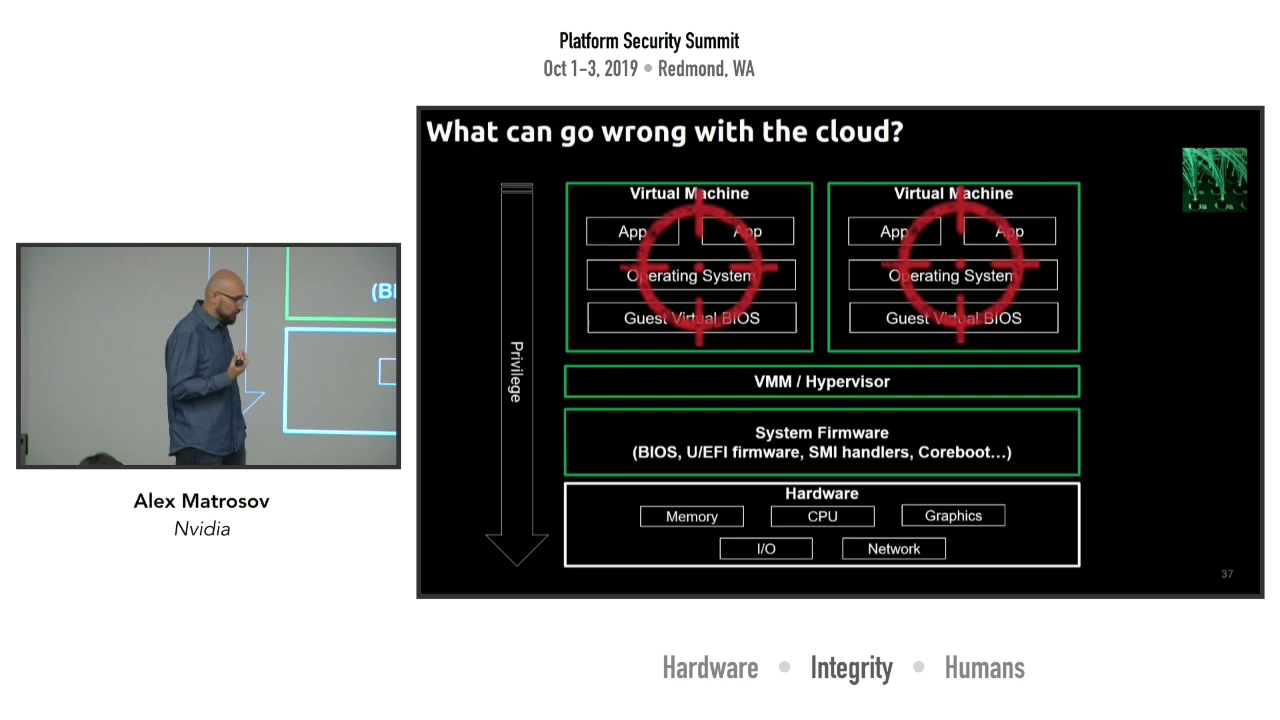 Platform Security Summit
Oct 1-3, 2019 • Redmond, WA
What can go wrong with the cloud?
Privilege
Virtual Machine
App App
Operating System
Guest Virtual BIOS
Virtual Machine
App App
Operating System
Guest Virtual BIOS
VMM / Hypervisor
System Firmware
(BIOS, U/EFI firmware, SMI handlers, Coreboot...)
Hardware
Memory CPU Graphics
I/O Network
37
(BI
Alex Matrosov
Nvidia
Hardware • Integrity • Humans